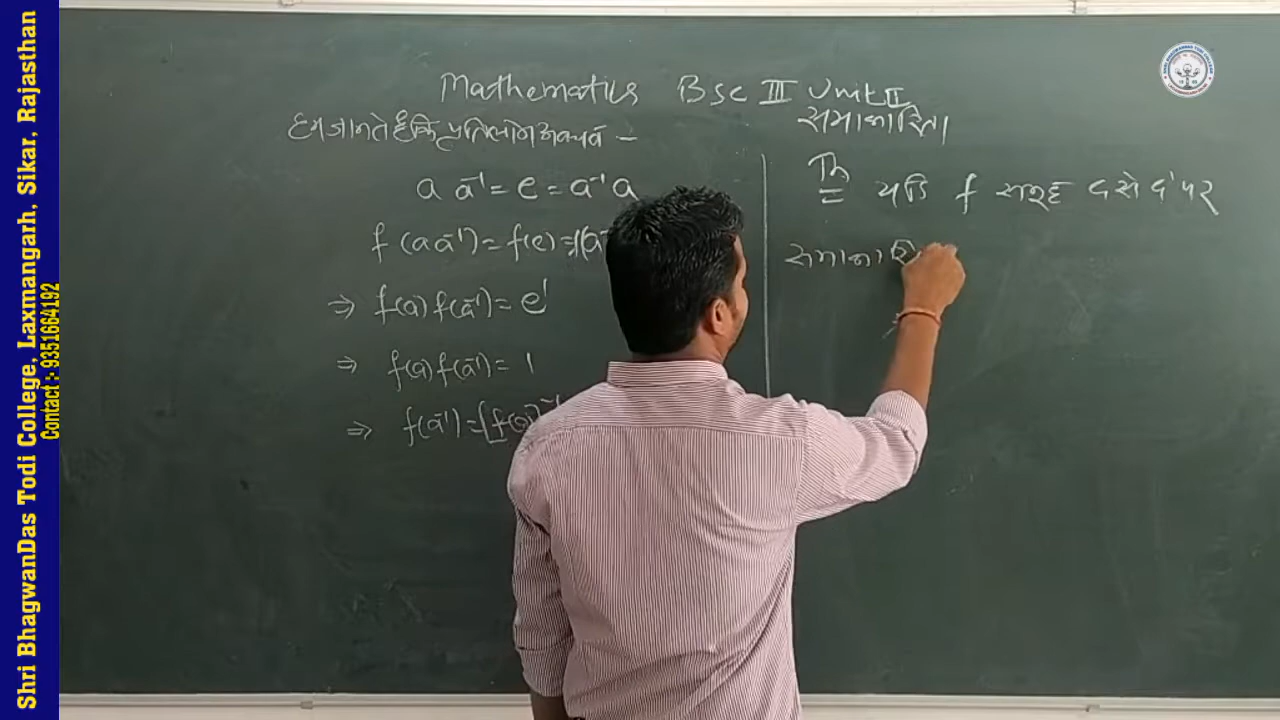 Shri BhagwanDas Todi College, Laxmangarh, Sikar, Rajasthan
Contact :- 9351664192
Mathematics Bsc III Unit II
समाकारिता
हम जानते हैं कि प्रतिलोम अवयव –
a a⁻¹ = e = a⁻¹ a
f (a a⁻¹) = f(e) = f(a⁻
⇒ f(a) f(a⁻¹) = e'
⇒ f(a) f(a⁻¹) = 1
⇒ f(a⁻¹) = [f(a)]⁻¹
Th यदि f समूह G से G' पर
समाकारि